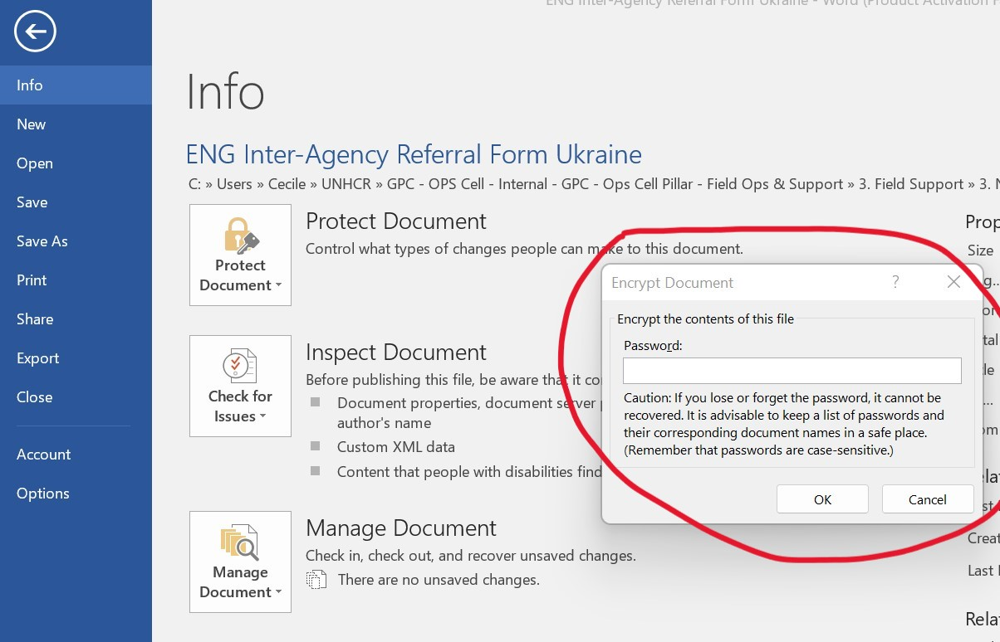 ENG Inter-Agency Referral Form Ukraine - Word (Product Activation F
Info
New
Open
Save
Save As
Print
Share
Export
Close
Account
Options
Info
ENG Inter-Agency Referral Form Ukraine
C: » Users » Cecile » UNHCR » GPC - OPS Cell - Internal - GPC - Ops Cell Pillar - Field Ops & Support » 3. Field Support » 3. N
Protect
Document
Protect Document
Control what types of changes people can make to this document.
Check for
Issues
Inspect Document
Before publishing this file, be aware that it co
Document properties, document server p
author's name
Custom XML data
Content that people with disabilities find
Manage
Document
Manage Document
Check in, check out, and recover unsaved changes.
There are no unsaved changes.
Encrypt Document
?
Encrypt the contents of this file
Password:
Caution: If you lose or forget the password, it cannot be
recovered. It is advisable to keep a list of passwords and
their corresponding document names in a safe place.
(Remember that passwords are case-sensitive.)
OK
Cancel
Prop
Size
Creat
Last
Rela